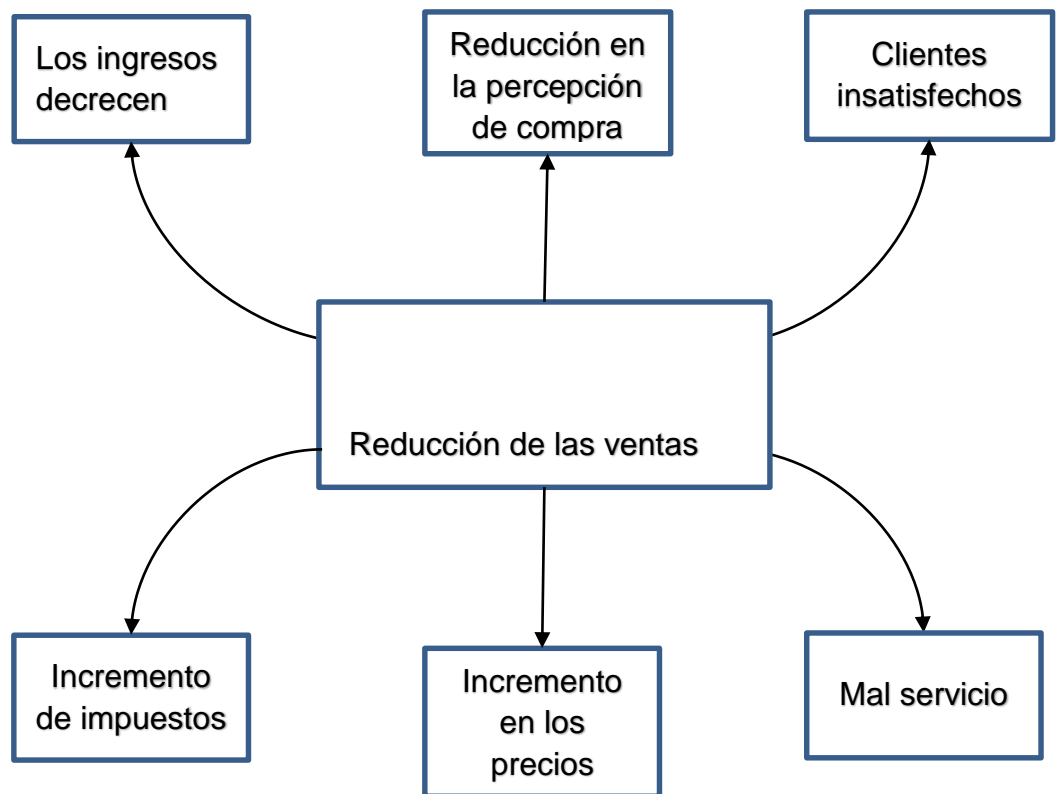 Los ingresos
decrecen
Reducción en
la percepción
de compra
Clientes
insatisfechos
Reducción de las ventas
Incremento
de impuestos
Incremento
en los
precios
Mal servicio